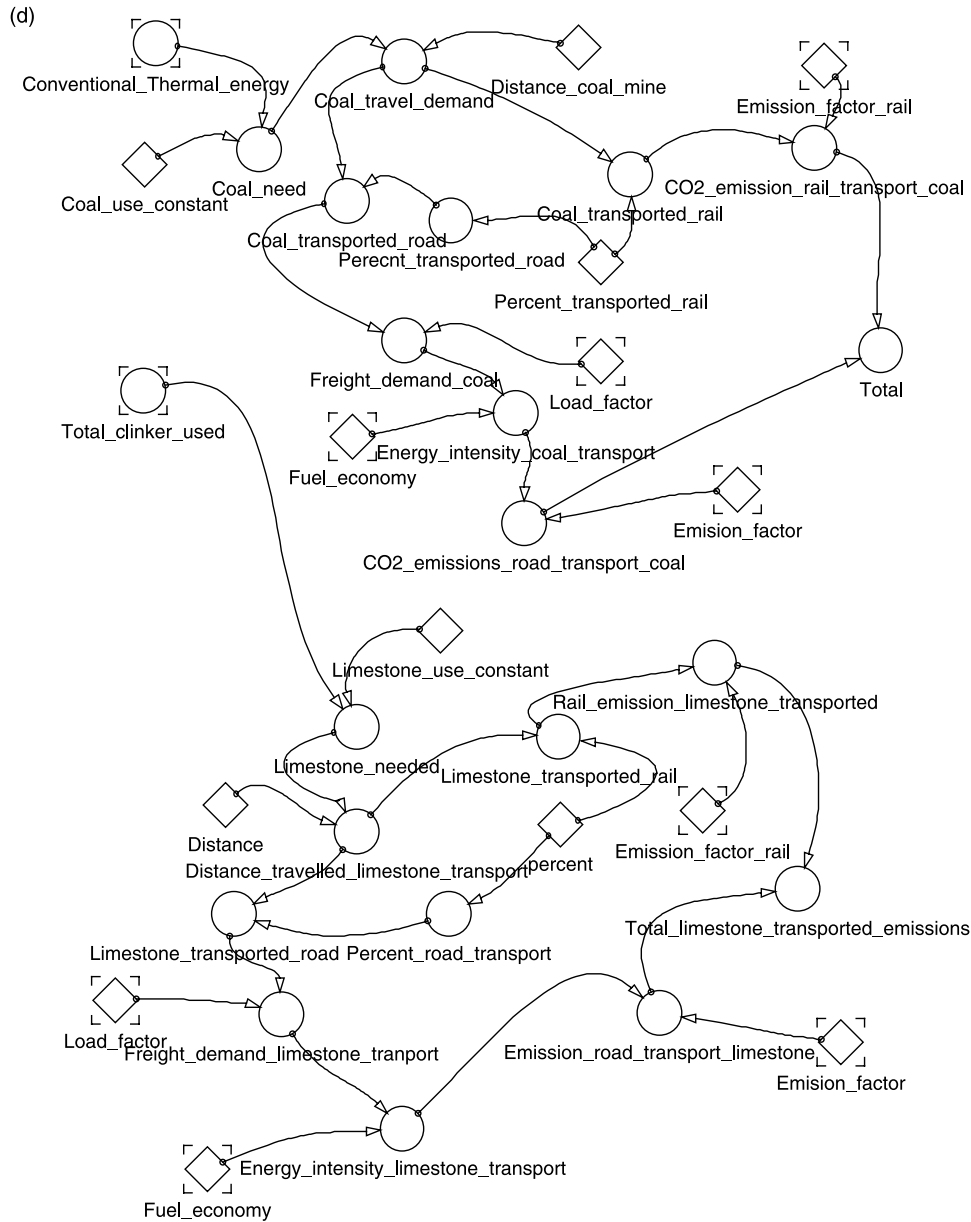 (d)
Conventional_Thermal_energy
Coal_travel_demand
Distance_coal_mine
Emission_factor_rail
Coal_use_constant
Coal_need
CO2_emission_rail_transport_coal
Coal_transported_road
Perecnt_transported_road
Coal_transported_rail
Percent_transported_rail
Freight_demand_coal
Load_factor
Total
Total_clinker_used
Fuel_economy
Energy_intensity_coal_transport
Emision_factor
CO2_emissions_road_transport_coal
Limestone_use_constant
Rail_emission_limestone_transported
Limestone_needed
Limestone_transported_rail
Distance
Distance_travelled_limestone_transport
percent
Emission_factor_rail
Limestone_transported_road
Percent_road_transport
Total_limestone_transported_emissions
Load_factor
Freight_demand_limestone_tranport
Emission_road_transport_limestone
Emision_factor
Energy_intensity_limestone_transport
Fuel_economy